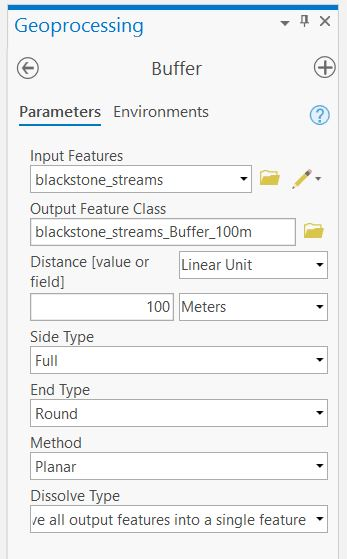 Geoprocessing
Buffer
Parameters Environments
?
Input Features
blackstone_streams
Output Feature Class
blackstone_streams_Buffer_100m
Distance [value or Linear Unit
field]
100 Meters
Side Type
Full
End Type
Round
Method
Planar
Dissolve Type
ve all output features into a single feature